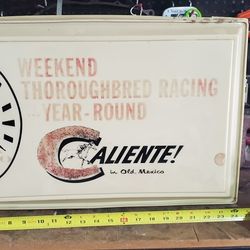 WEEKEND
THOROUGHBRED RACING
...YEAR-ROUND
CALIENTE!
in Old Mexico